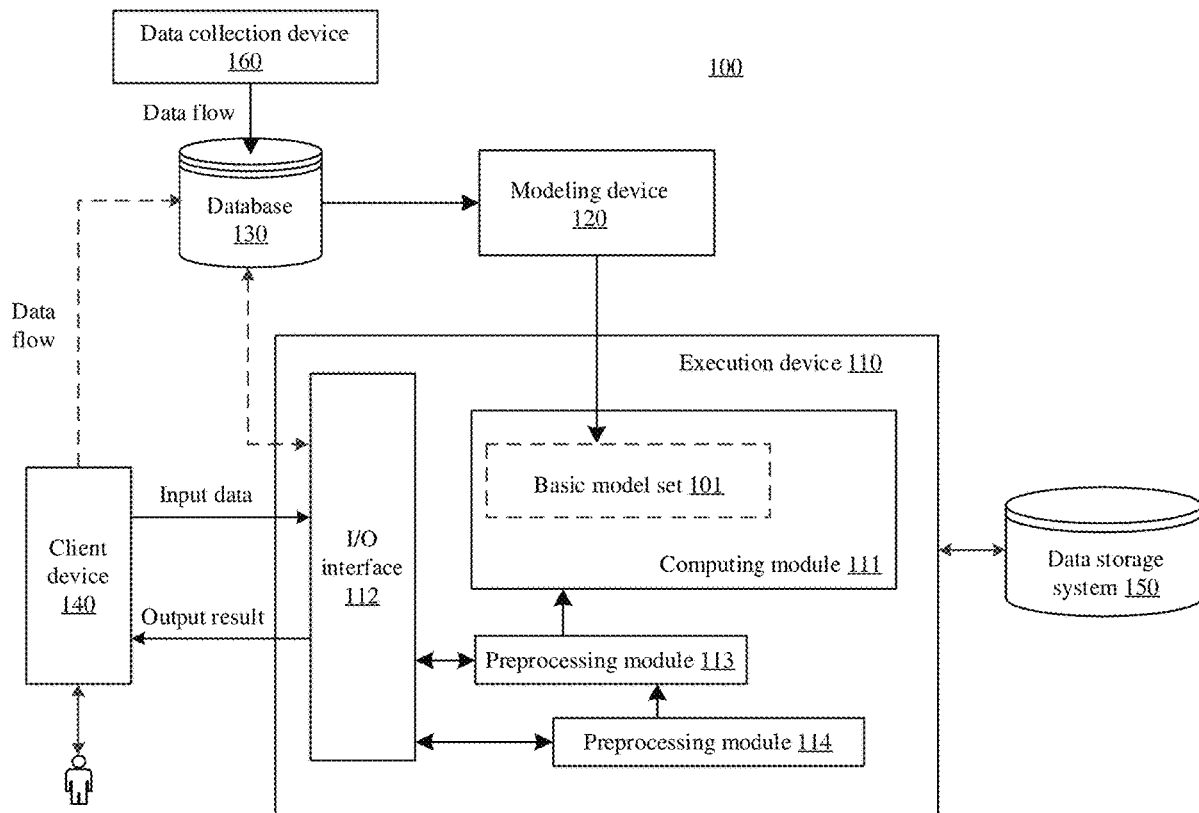 Data collection device
160
100
Data flow
Database
130
Modeling device
120
Data
flow
Execution device 110
Basic model set 101
Computing module 111
Input data
I/O
interface
112
Client
device
140
Output result
Data storage
system 150
Preprocessing module 113
Preprocessing module 114